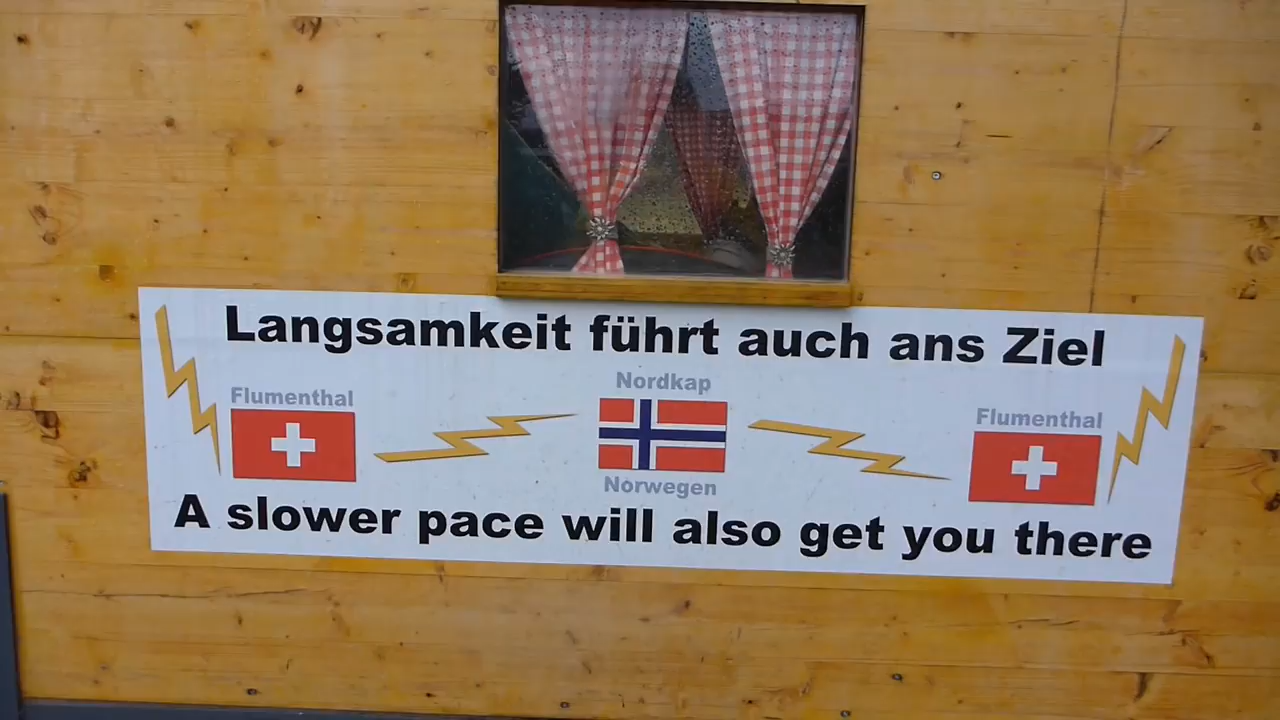 Langsamkeit führt auch ans Ziel
Flumenthal
Nordkap
Norwegen
Flumenthal
A slower pace will also get you there